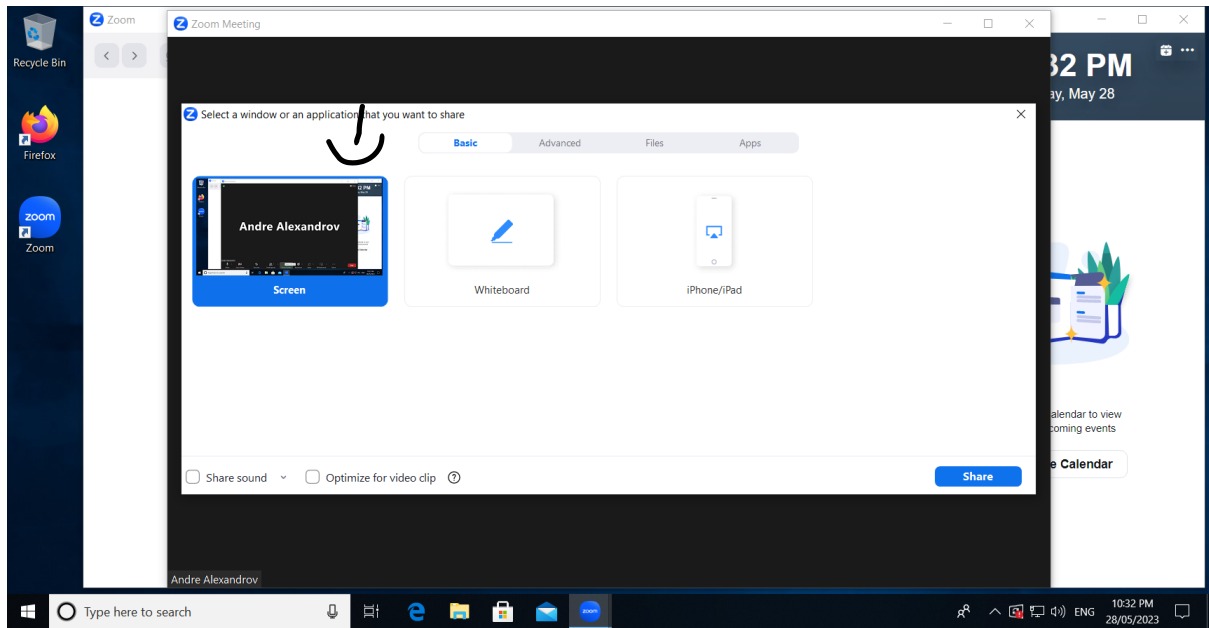 Recycle Bin
Firefox
zoom
Zoom
Zoom
Zoom Meeting
32 PM
ay, May 28
Select a window or an application that you want to share
Basic Advanced Files Apps
Andre Alexandrov
Screen
Whiteboard
iPhone/iPad
Share sound
Optimize for video clip
Share
alendar to view
coming events
e Calendar
Andre Alexandrov
Type here to search
zoom
ENG
10:32 PM
28/05/2023